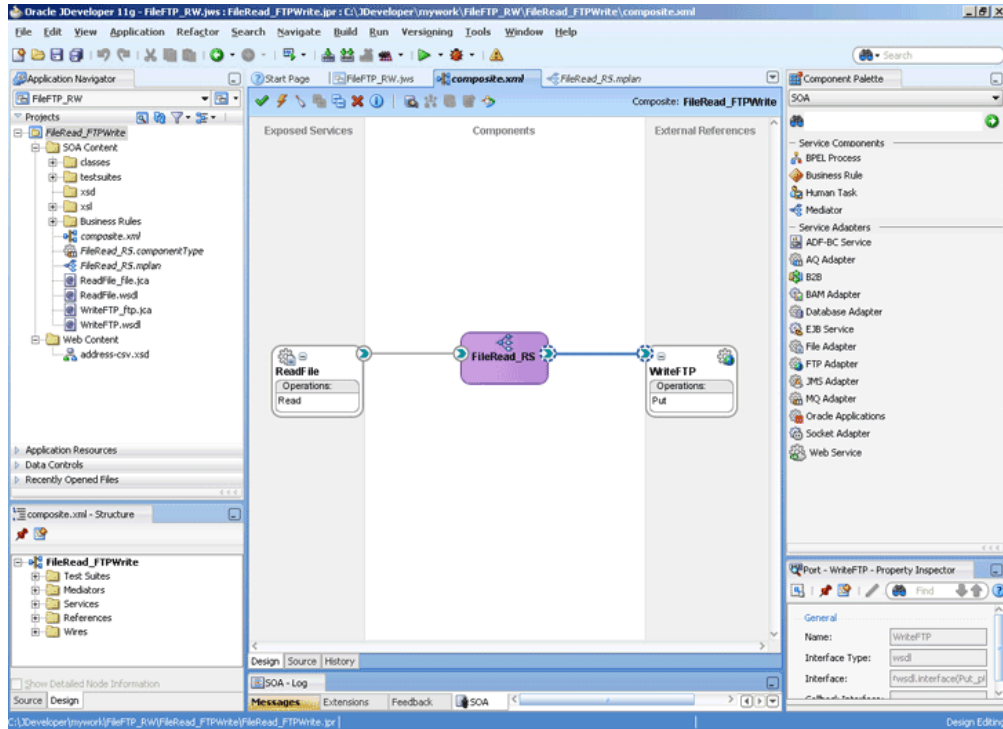 Oracle JDeveloper 11g - FileFTP_RW.jws : FileRead_FTPWrite.jpr : C:\JDeveloper\mywork\FileFTP_RW\FileRead_FTPWrite\composite.xml
File Edit View Application Refactor Search Navigate Build Run Versioning Tools Window Help
Search
Application Navigator
FileFTP_RW
Projects
FileRead_FTPWrite
SOA Content
classes
testsuites
xsd
xsl
Business Rules
composite.xml
FileRead_RS.componentType
FileRead_RS.mplan
ReadFile_file.jca
ReadFile.wsdl
WriteFTP_ftp.jca
WriteFTP.wsdl
Web Content
address-csv.xsd
Application Resources
Data Controls
Recently Opened Files
composite.xml - Structure
FileRead_FTPWrite
Test Suites
Mediators
Services
References
Wires
Show Detailed Node Information
Source Design
Start Page FileFTP_RW.jws composite.xml FileRead_RS.mplan
Composite: FileRead_FTPWrite
Exposed Services Components External References
ReadFile
Operations:
Read
FileRead_RS
WriteFTP
Operations:
Put
Design Source History
SOA - Log
Messages Extensions Feedback SOA
Component Palette
SOA
Service Components
BPEL Process
Business Rule
Human Task
Mediator
Service Adapters
ADF-BC Service
AQ Adapter
B2B
BAM Adapter
Database Adapter
EJB Service
File Adapter
FTP Adapter
JMS Adapter
MQ Adapter
Oracle Applications
Socket Adapter
Web Service
Port - WriteFTP - Property Inspector
Find
General
Name: WriteFTP
Interface Type: wsdl
Interface: rwsdl.interface(Put_pl
C:\JDeveloper\mywork\FileFTP_RW\FileRead_FTPWrite\FileRead_FTPWrite.jpr
Design Editing